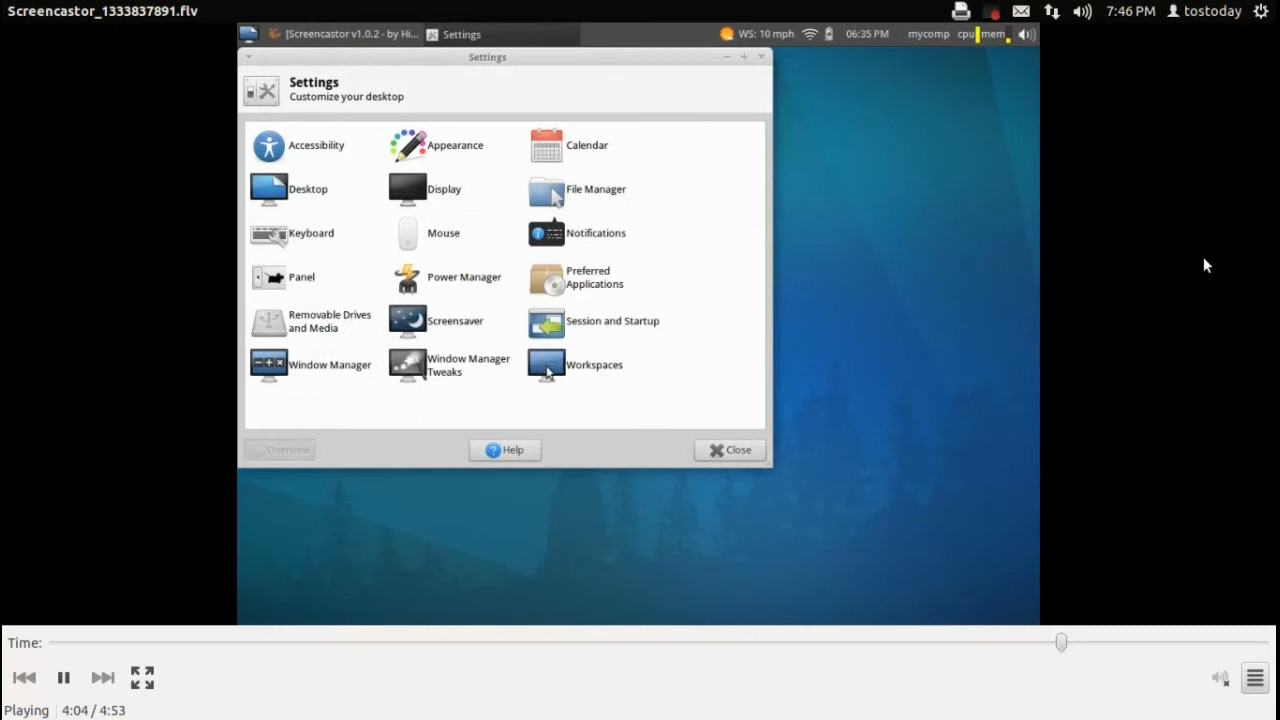 Screencastor_1333837891.flv
7:46 PM
tostoday
[Screencastor v1.0.2 - by Hi...
Settings
WS: 10 mph
06:35 PM
mycomp
cpu
mem
Settings
Settings
Customize your desktop
Accessibility
Appearance
Calendar
Desktop
Display
File Manager
Keyboard
Mouse
Notifications
Panel
Power Manager
Preferred
Applications
Removable Drives
and Media
Screensaver
Session and Startup
Window Manager
Window Manager
Tweaks
Workspaces
Overview
Help
Close
Time:
Playing
4:04 / 4:53